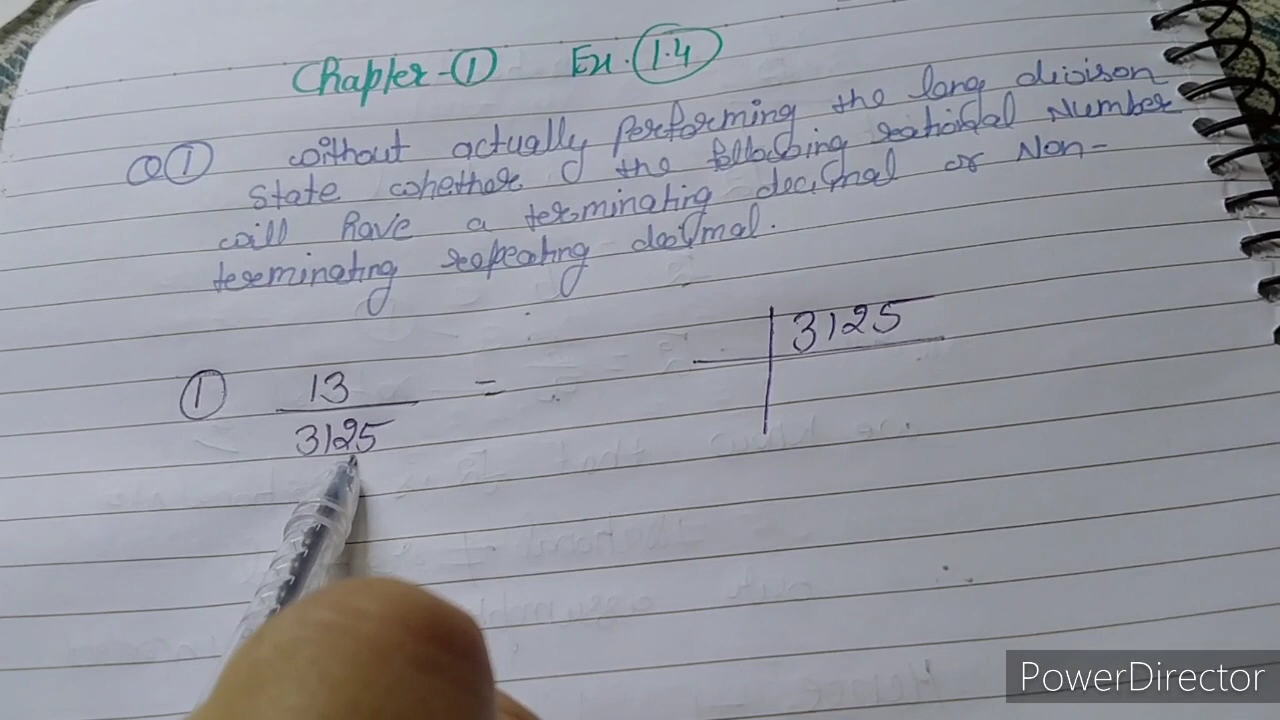 Chapter-① Ex. 1.4
Q① without actually performing the long divison
State whether the following rational Number
will have a terminating decimal or Non-
terminating repeating decimal.
① 13 =
3125
3125
PowerDirector